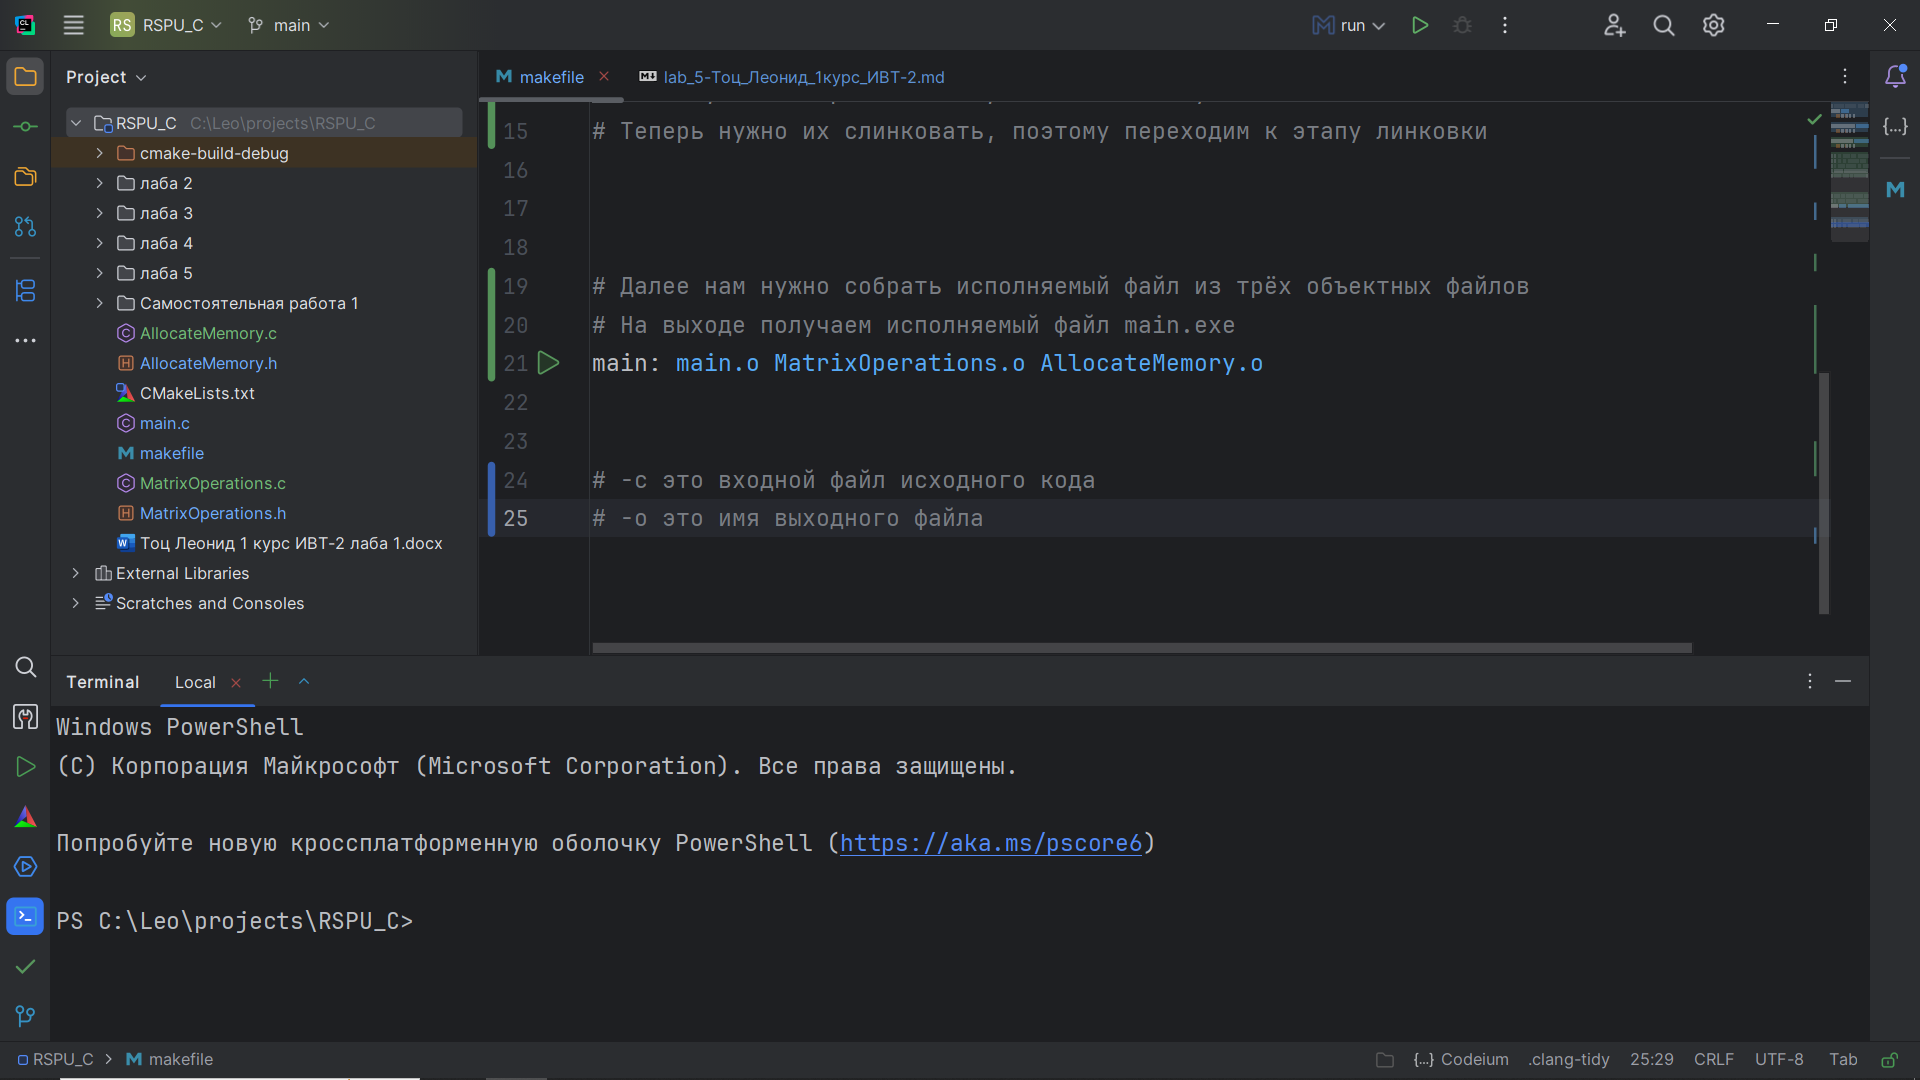 RS RSPU_C main run
Project
RSPU_C C:\Leo\projects\RSPU_C
cmake-build-debug
лаба 2
лаба 3
лаба 4
лаба 5
Самостоятельная работа 1
AllocateMemory.c
AllocateMemory.h
CMakeLists.txt
main.c
makefile
MatrixOperations.c
MatrixOperations.h
Тоц Леонид 1 курс ИВТ-2 лаба 1.docx
External Libraries
Scratches and Consoles
makefile lab_5-Тоц_Леонид_1курс_ИВТ-2.md
15 # Теперь нужно их слинковать, поэтому переходим к этапу линковки
16
17
18
19 # Далее нам нужно собрать исполняемый файл из трёх объектных файлов
20 # На выходе получаем исполняемый файл main.exe
21 main: main.o MatrixOperations.o AllocateMemory.o
22
23
24 # -c это входной файл исходного кода
25 # -o это имя выходного файла
Terminal Local
Windows PowerShell
(C) Корпорация Майкрософт (Microsoft Corporation). Все права защищены.
Попробуйте новую кроссплатформенную оболочку PowerShell (https://aka.ms/pscore6)
PS C:\Leo\projects\RSPU_C>
RSPU_C > makefile {...} Codeium .clang-tidy 25:29 CRLF UTF-8 Tab